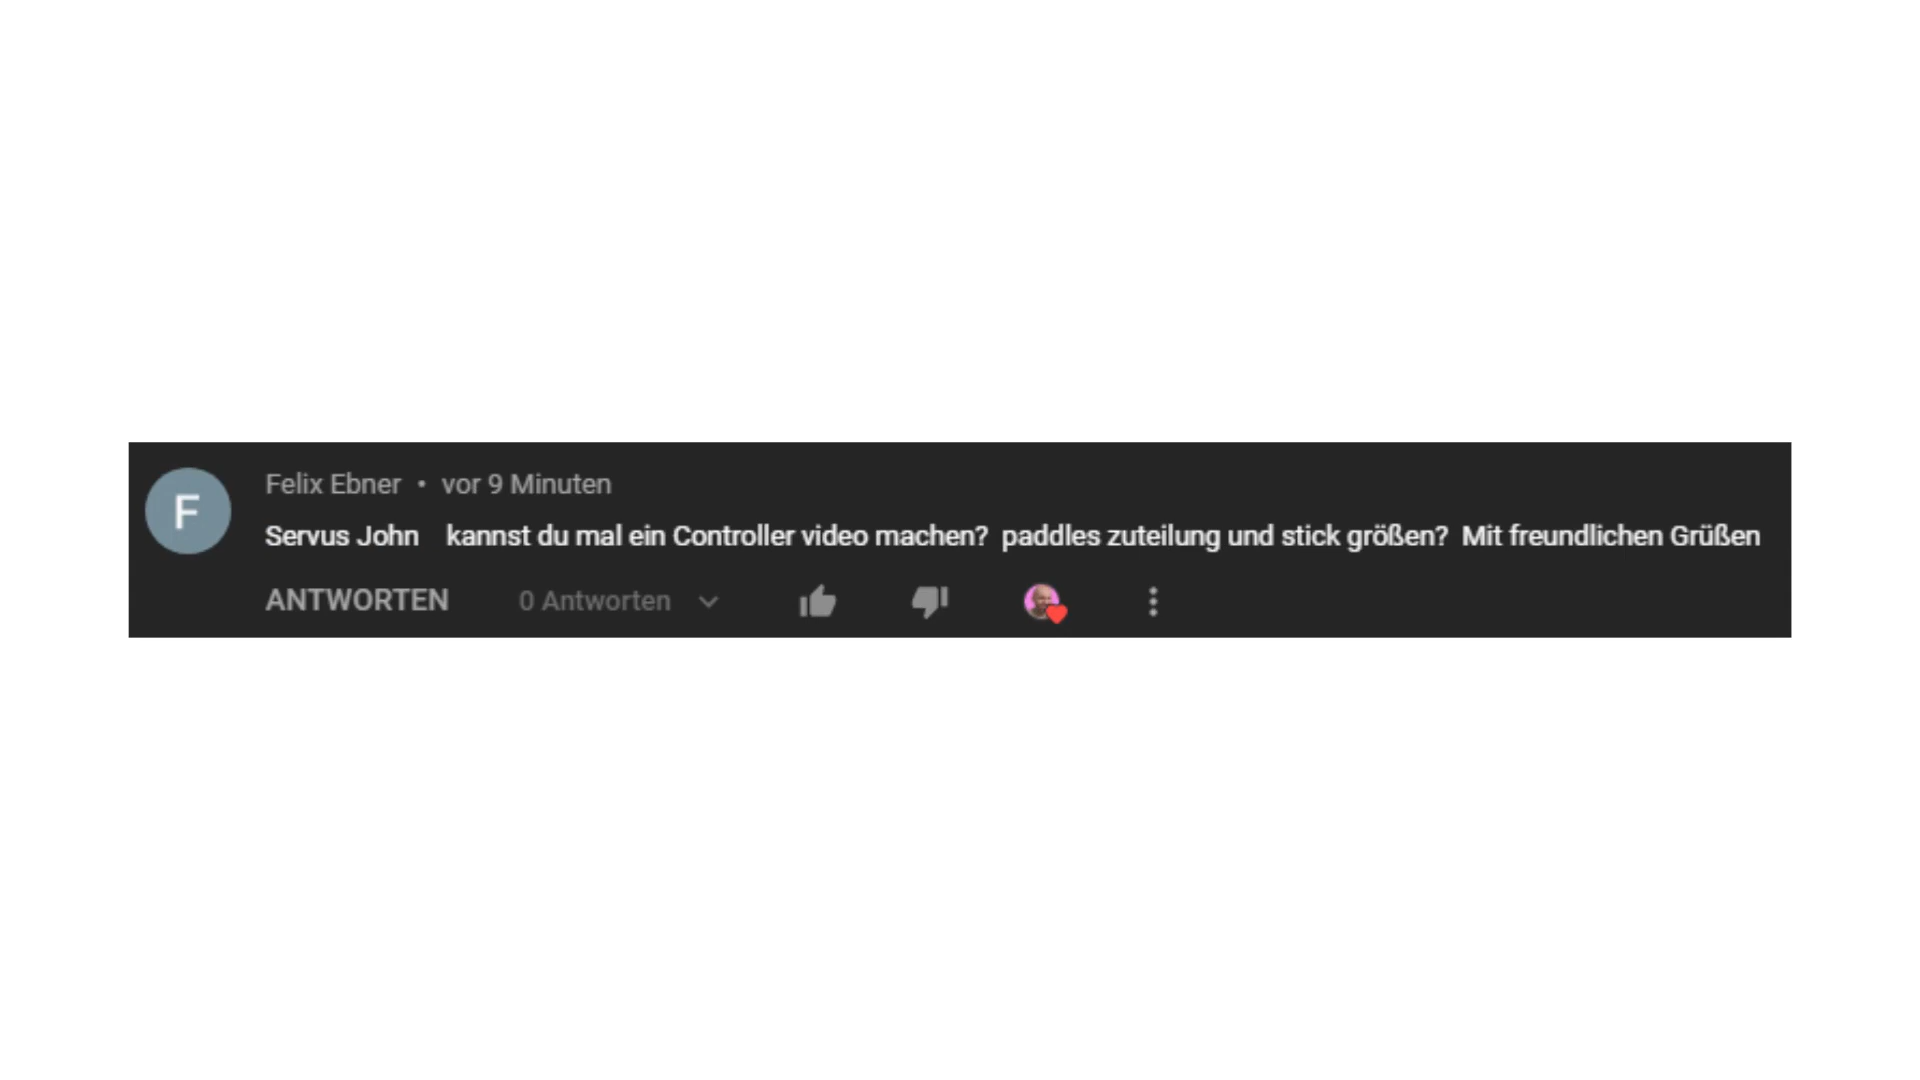 F
Felix Ebner • vor 9 Minuten
Servus John kannst du mal ein Controller video machen? paddles zuteilung und stick größen? Mit freundlichen Grüßen
ANTWORTEN 0 Antworten